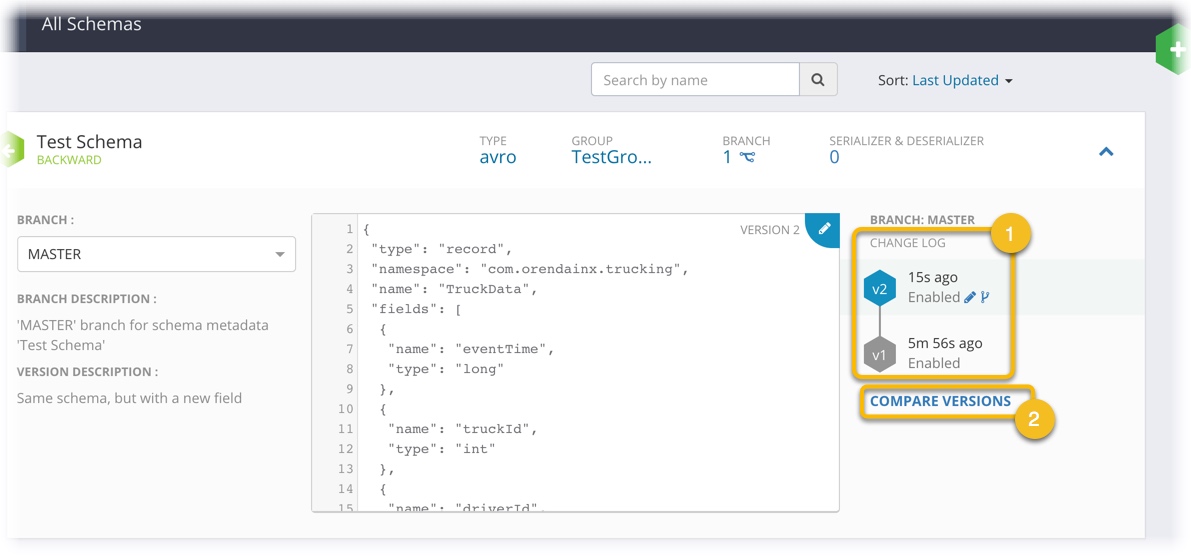 All Schemas
Search by name
Sort: Last Updated
Test Schema
BACKWARD
TYPE
avro
GROUP
TestGro...
BRANCH
1
SERIALIZER & DESERIALIZER
0
BRANCH :
MASTER
BRANCH DESCRIPTION :
'MASTER' branch for schema metadata
'Test Schema'
VERSION DESCRIPTION :
Same schema, but with a new field
VERSION 2
1 {
2 "type": "record",
3 "namespace": "com.orendainx.trucking",
4 "name": "TruckData",
5 "fields": [
6 {
7 "name": "eventTime",
8 "type": "long"
9 },
10 {
11 "name": "truckId",
12 "type": "int"
13 },
14 {
15 "name": "driverId",
BRANCH: MASTER
1
CHANGE LOG
v2
15s ago
Enabled
v1
5m 56s ago
Enabled
COMPARE VERSIONS
2